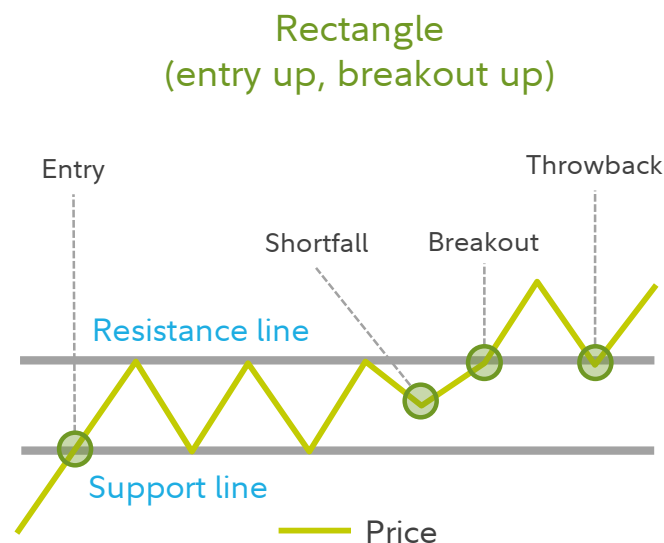 Rectangle
(entry up, breakout up)
Entry
Throwback
Shortfall
Breakout
Resistance line
Support line
Price